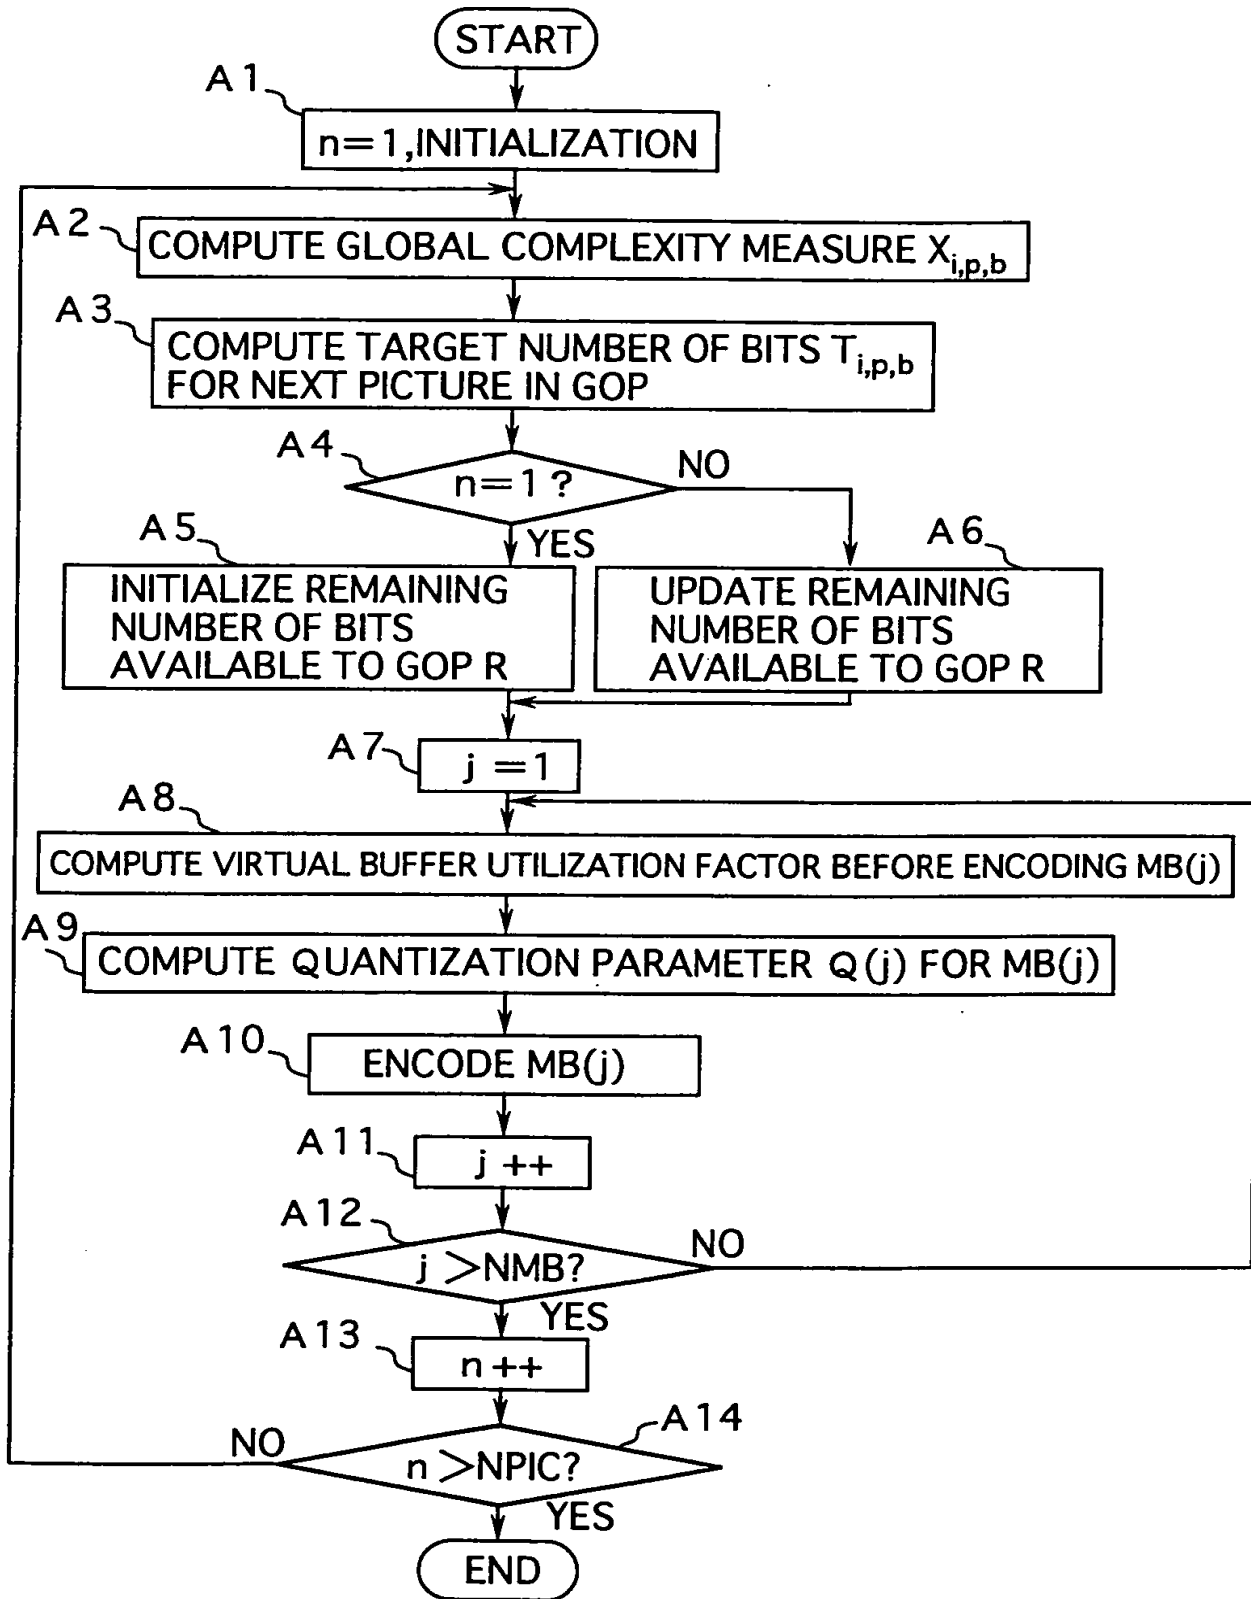 START
A1
n=1,INITIALIZATION
A2
COMPUTE GLOBAL COMPLEXITY MEASURE Xi,p,b
A3
COMPUTE TARGET NUMBER OF BITS Ti,p,b
FOR NEXT PICTURE IN GOP
A4
n=1?
NO
YES
A5
INITIALIZE REMAINING
NUMBER OF BITS
AVAILABLE TO GOP R
A6
UPDATE REMAINING
NUMBER OF BITS
AVAILABLE TO GOP R
A7
j=1
A8
COMPUTE VIRTUAL BUFFER UTILIZATION FACTOR BEFORE ENCODING MB(j)
A9
COMPUTE QUANTIZATION PARAMETER Q(j) FOR MB(j)
A10
ENCODE MB(j)
A11
j++
A12
j>NMB?
NO
YES
A13
n++
A14
n>NPIC?
NO
YES
END